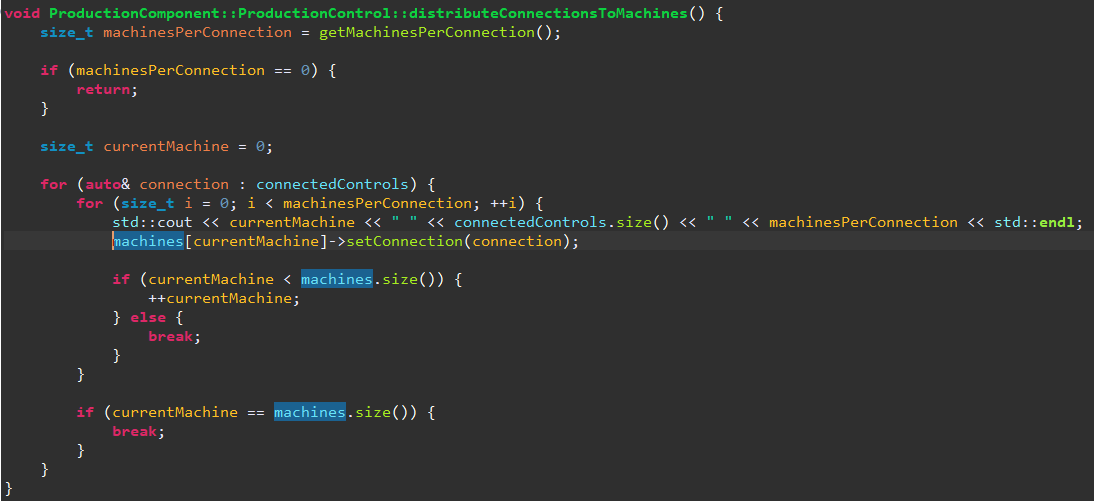 void ProductionComponent::ProductionControl::distributeConnectionsToMachines() {
    size_t machinesPerConnection = getMachinesPerConnection();

    if (machinesPerConnection == 0) {
        return;
    }

    size_t currentMachine = 0;

    for (auto& connection : connectedControls) {
        for (size_t i = 0; i < machinesPerConnection; ++i) {
            std::cout << currentMachine << " " << connectedControls.size() << " " << machinesPerConnection << std::endl;
            machines[currentMachine]->setConnection(connection);

            if (currentMachine < machines.size()) {
                ++currentMachine;
            } else {
                break;
            }
        }

        if (currentMachine == machines.size()) {
            break;
        }
    }
}